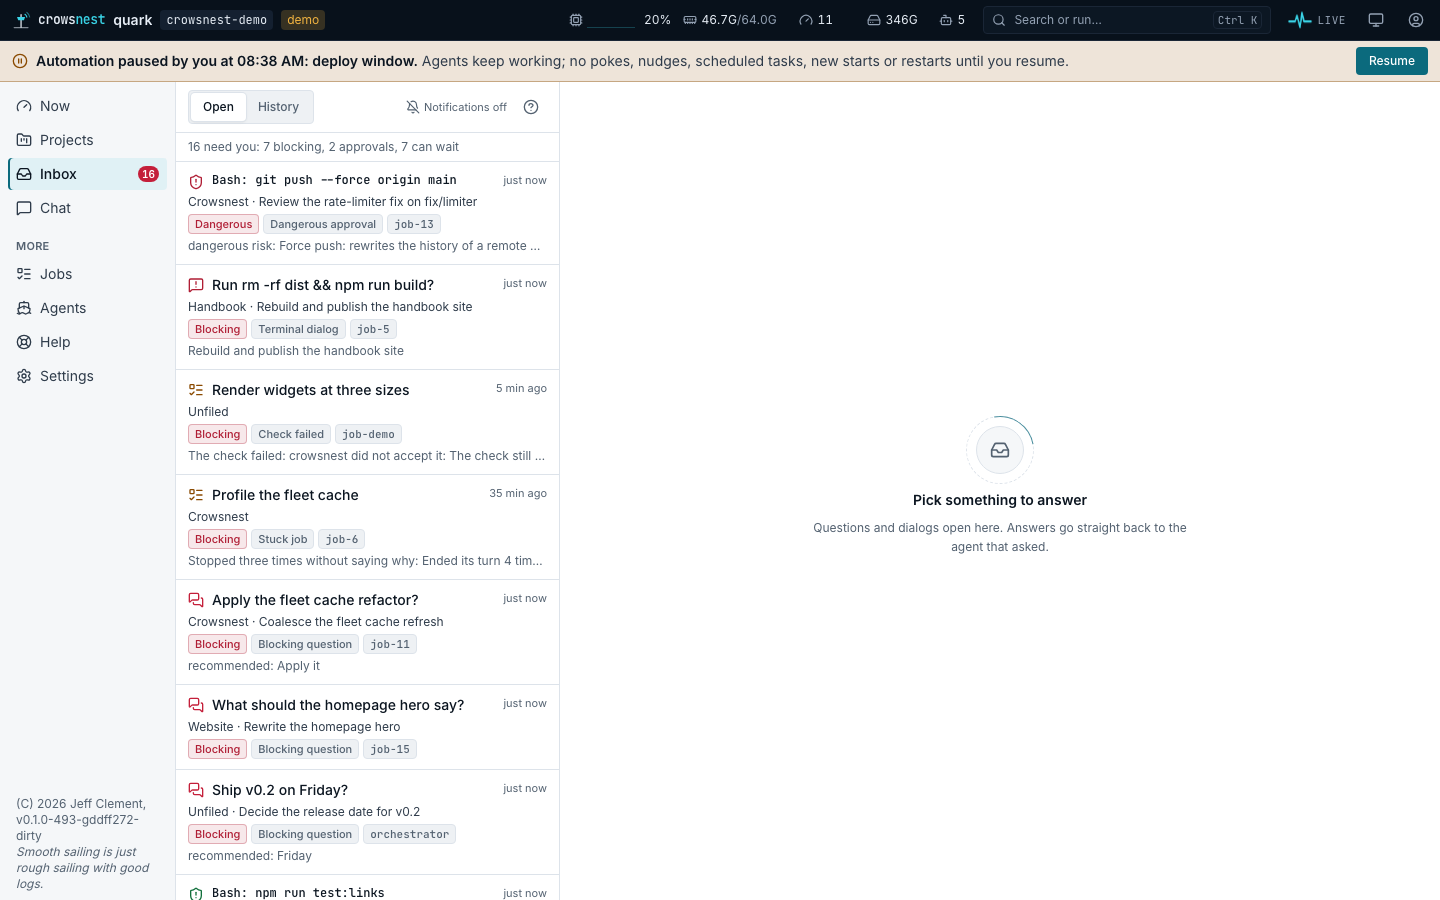 crowsnest quark crowsnest-demo demo 20% 46.7G/64.0G 11 346G 5 Search or run... Ctrl K LIVE
Automation paused by you at 08:38 AM: deploy window. Agents keep working; no pokes, nudges, scheduled tasks, new starts or restarts until you resume. Resume
Now
Projects
Inbox 16
Chat
MORE
Jobs
Agents
Help
Settings
(C) 2026 Jeff Clement,
v0.1.0-493-gddff272-
dirty
Smooth sailing is just
rough sailing with good
logs.
Open History Notifications off
16 need you: 7 blocking, 2 approvals, 7 can wait
Bash: git push --force origin main just now
Crowsnest · Review the rate-limiter fix on fix/limiter
Dangerous Dangerous approval job-13
dangerous risk: Force push: rewrites the history of a remote ...
Run rm -rf dist && npm run build? just now
Handbook · Rebuild and publish the handbook site
Blocking Terminal dialog job-5
Rebuild and publish the handbook site
Render widgets at three sizes 5 min ago
Unfiled
Blocking Check failed job-demo
The check failed: crowsnest did not accept it: The check still ...
Profile the fleet cache 35 min ago
Crowsnest
Blocking Stuck job job-6
Stopped three times without saying why: Ended its turn 4 tim...
Apply the fleet cache refactor? just now
Crowsnest · Coalesce the fleet cache refresh
Blocking Blocking question job-11
recommended: Apply it
What should the homepage hero say? just now
Website · Rewrite the homepage hero
Blocking Blocking question job-15
Ship v0.2 on Friday? just now
Unfiled · Decide the release date for v0.2
Blocking Blocking question orchestrator
recommended: Friday
Bash: npm run test:links just now
Pick something to answer
Questions and dialogs open here. Answers go straight back to the
agent that asked.